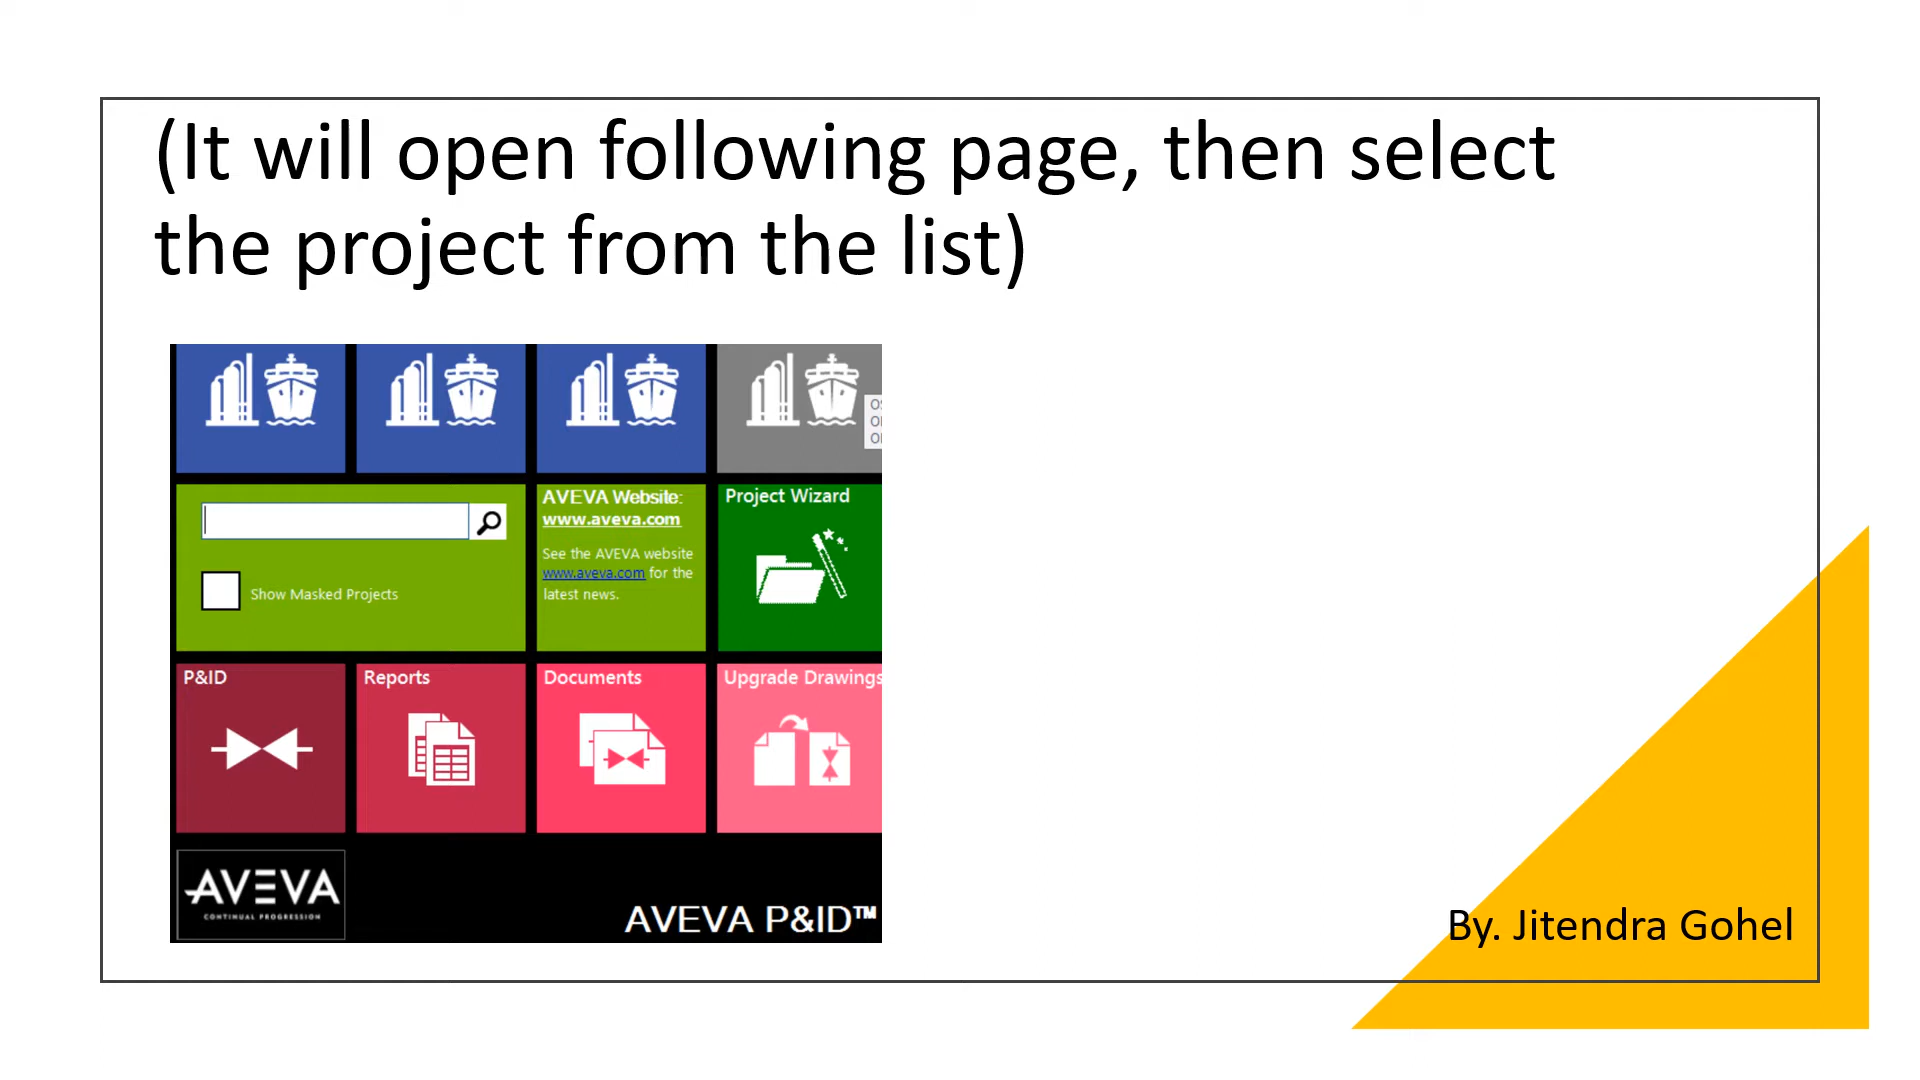 (It will open following page, then select
the project from the list)
AVEVA Website:
www.aveva.com
See the AVEVA website
www.aveva.com for the
latest news.
Project Wizard
Show Masked Projects
P&ID
Reports
Documents
Upgrade Drawings
AVEVA
CONTINUAL PROGRESSION
AVEVA P&ID™
By. Jitendra Gohel